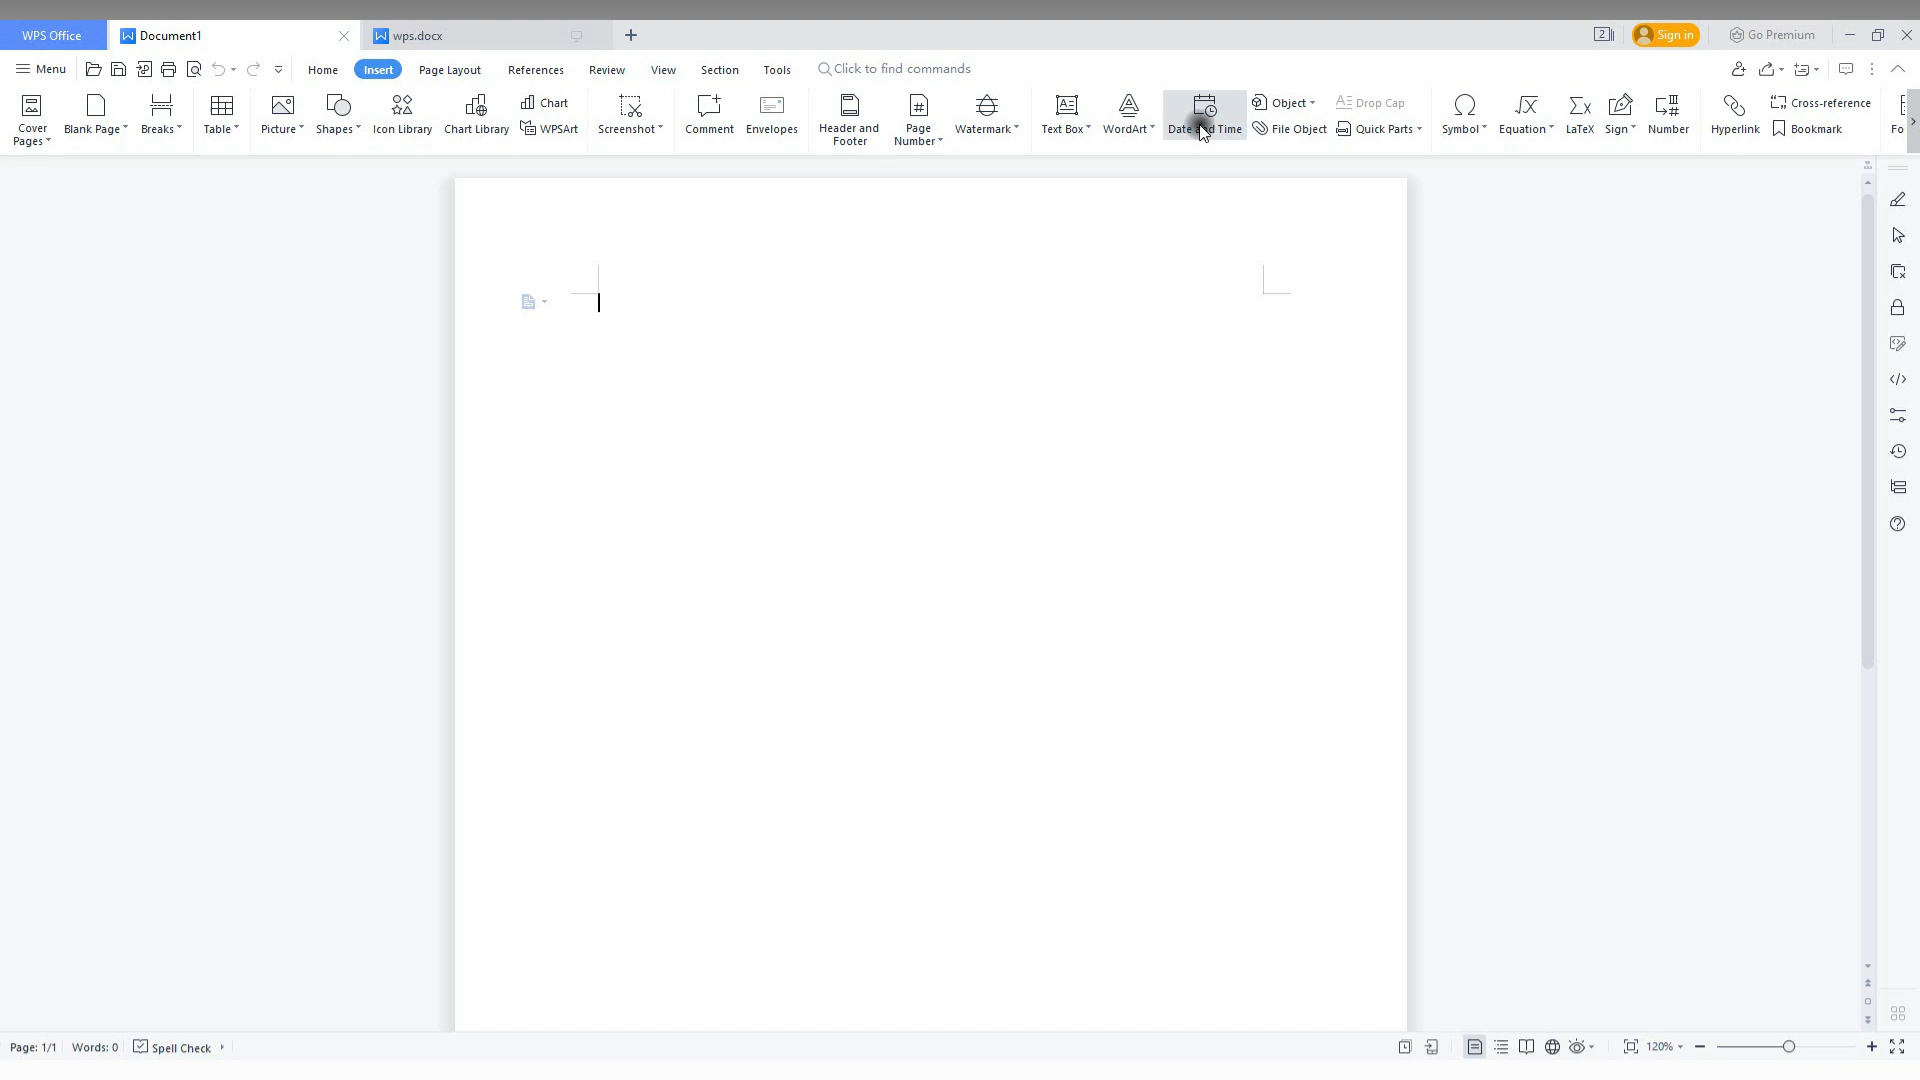 WPS Office
Document1
wps.docx
2
Sign in
Go Premium
Menu
Home
Insert
Page Layout
References
Review
View
Section
Tools
Click to find commands
Cover
Pages
Blank Page
Breaks
Table
Picture
Shapes
Icon Library
Chart Library
Chart
WPSArt
Screenshot
Comment
Envelopes
Header and
Footer
Page
Number
Watermark
Text Box
WordArt
Date and Time
Object
File Object
Drop Cap
Quick Parts
Symbol
Equation
LaTeX
Sign
Number
Hyperlink
Cross-reference
Bookmark
Fo
Page: 1/1
Words: 0
Spell Check
120%